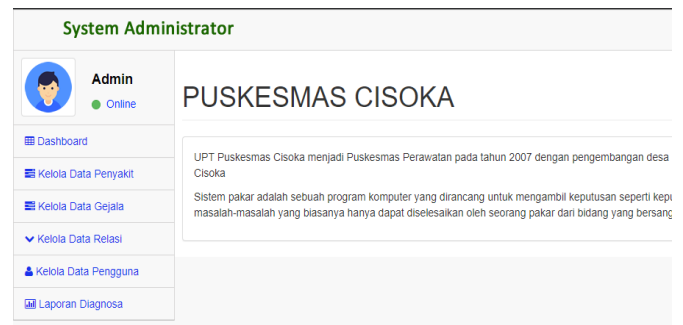 System Administrator
Admin
Online
Dashboard
Kelola Data Penyakit
Kelola Data Gejala
Kelola Data Relasi
Kelola Data Pengguna
Laporan Diagnosa
PUSKESMAS CISOKA
UPT Puskesmas Cisoka menjadi Puskesmas Perawatan pada tahun 2007 dengan pengembangan desa
Cisoka
Sistem pakar adalah sebuah program komputer yang dirancang untuk mengambil keputusan seperti
masalah-masalah yang biasanya hanya dapat diselesaikan oleh seorang pakar dari bidang yang